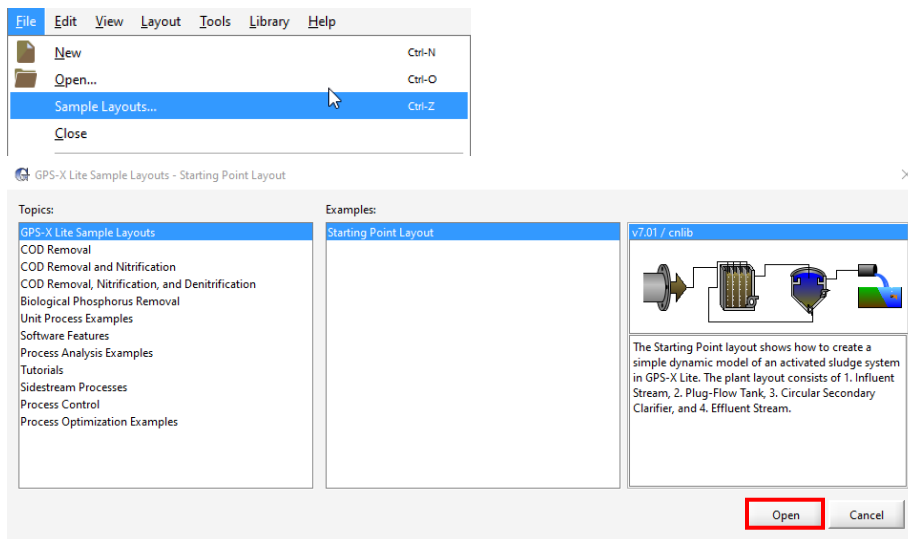 File Edit View Layout Tools Library Help
New Ctrl-N
Open... Ctrl-O
Sample Layouts... Ctrl-Z
Close
GPS-X Lite Sample Layouts - Starting Point Layout
Topics:
GPS-X Lite Sample Layouts
COD Removal
COD Removal and Nitrification
COD Removal, Nitrification, and Denitrification
Biological Phosphorus Removal
Unit Process Examples
Software Features
Process Analysis Examples
Tutorials
Sidestream Processes
Process Control
Process Optimization Examples
Examples:
Starting Point Layout
v7.01 / cnlib
The Starting Point layout shows how to create a
simple dynamic model of an activated sludge system
in GPS-X Lite. The plant layout consists of 1. Influent
Stream, 2. Plug-Flow Tank, 3. Circular Secondary
Clarifier, and 4. Effluent Stream.
Open Cancel